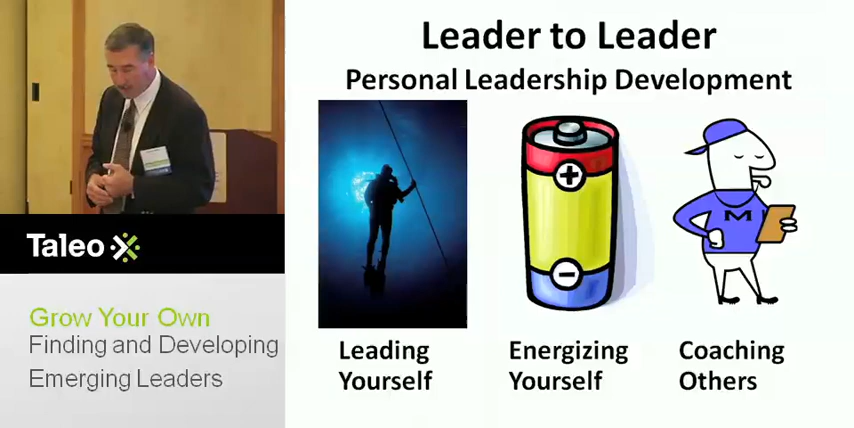 Leader to Leader
Personal Leadership Development
Taleo
Grow Your Own
Finding and Developing
Emerging Leaders
+
-
M
Leading
Yourself
Energizing
Yourself
Coaching
Others